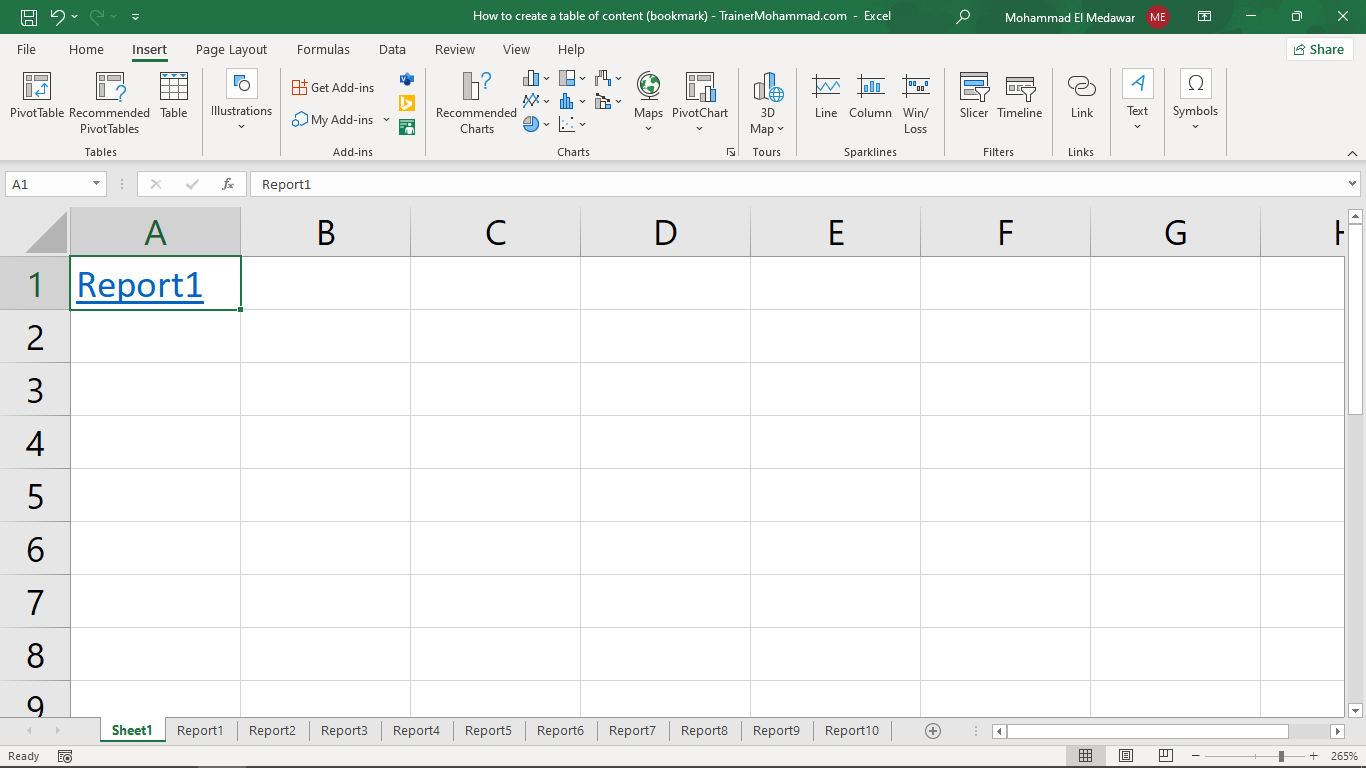 How to create a table of content (bookmark) - TrainerMohammad.com - Excel
Mohammad El Medawar ME
File Home Insert Page Layout Formulas Data Review View Help Share
PivotTable
Recommended
PivotTables
Table
Tables
Illustrations
Get Add-ins
My Add-ins
Add-ins
Recommended
Charts
Maps
PivotChart
Charts
3D
Map
Tours
Line
Column
Win/
Loss
Sparklines
Slicer
Timeline
Filters
Link
Links
Text
Symbols
A1 fx Report1
A B C D E F G H
1 Report1
2
3
4
5
6
7
8
9
Sheet1 Report1 Report2 Report3 Report4 Report5 Report6 Report7 Report8 Report9 Report10
Ready 265%